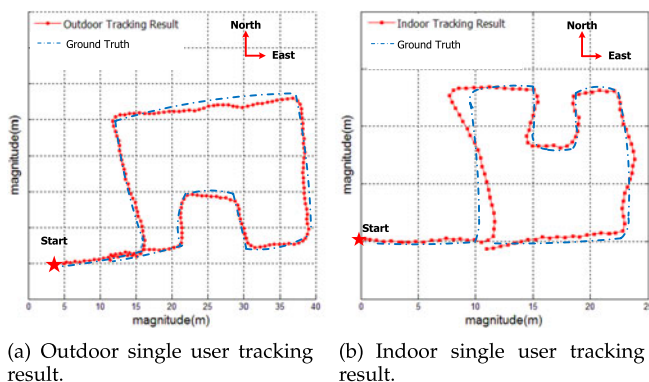 Outdoor Tracking Result
Ground Truth
North
East
magnitude(m)
Start
0 5 10 15 20 25 30 35 40
magnitude(m)
(a) Outdoor single user tracking
result.
Indoor Tracking Result
Ground Truth
North
East
magnitude(m)
Start
0 5 10 15 20 25
magnitude(m)
(b) Indoor single user tracking
result.